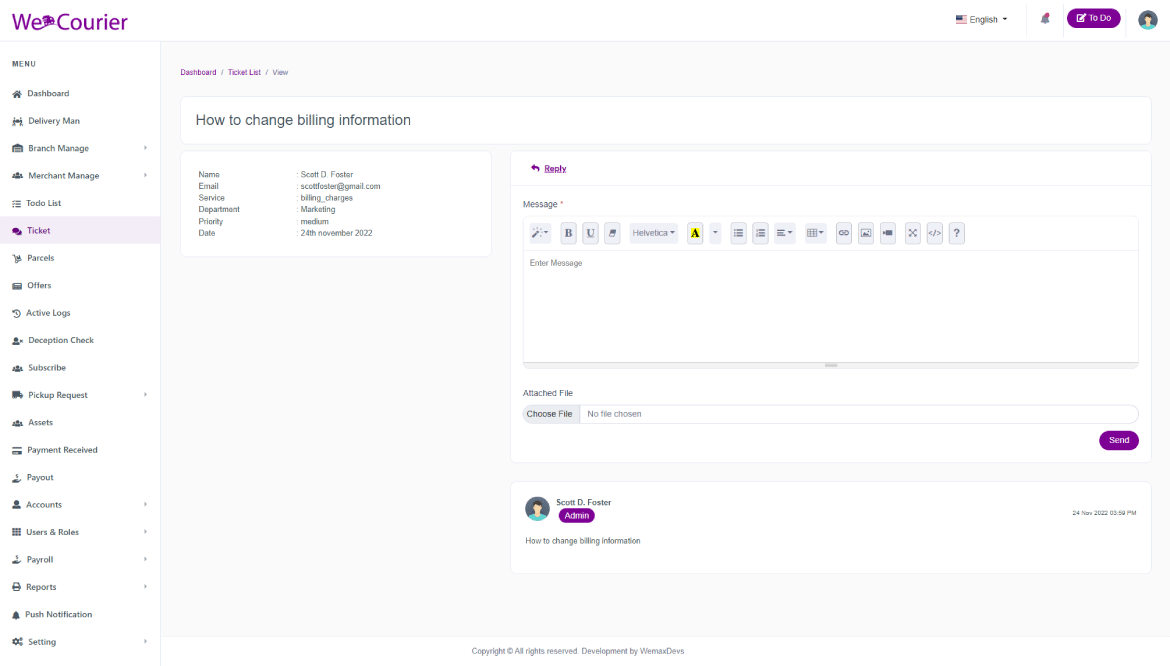 We Courier
English
To Do
MENU
Dashboard
Delivery Man
Branch Manage
Merchant Manage
Todo List
Ticket
Parcels
Offers
Active Logs
Deception Check
Subscribe
Pickup Request
Assets
Payment Received
Payout
Accounts
Users & Roles
Payroll
Reports
Push Notification
Setting
Dashboard / Ticket List / View
How to change billing information
Name : Scott D. Foster
Email : scottfoster@gmail.com
Service : billing_charges
Department : Marketing
Priority : medium
Date : 24th november 2022
Reply
Message *
B U Helvetica A </> ?
Enter Message
Attached File
Choose File No file chosen
Send
Scott D. Foster
Admin
24 Nov 2022 03:59 PM
How to change billing information
Copyright © All rights reserved. Development by WemaxDevs